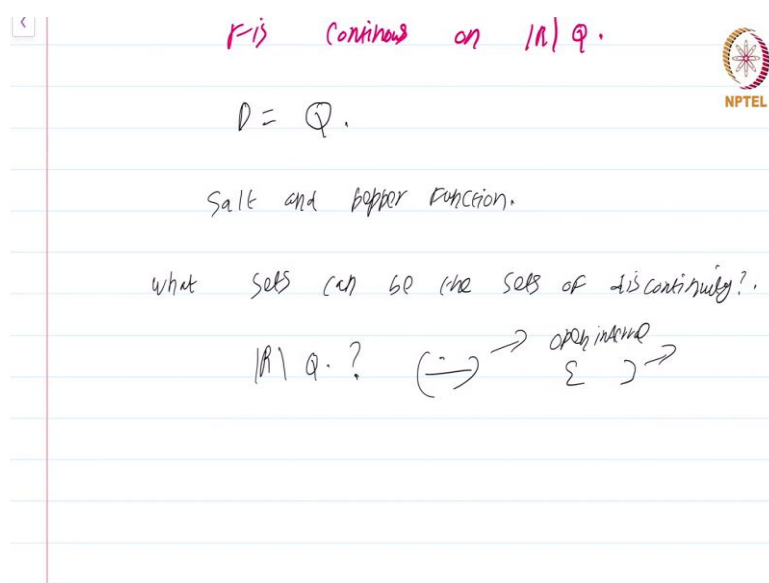 F is continous on |R| Q.
NPTEL
D = Q.
Salt and pepper function.
what sets can be the sets of discontinuity?.
|R\ Q. ? ( ) → open interval
{ } →